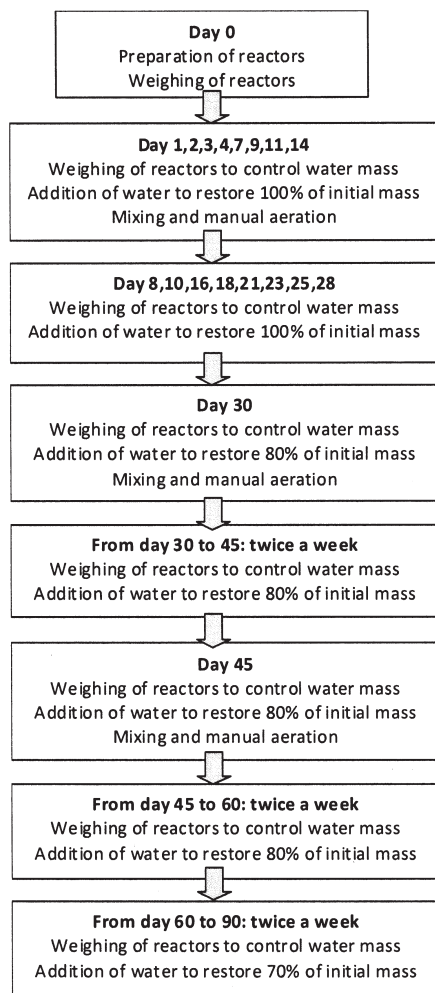 Day 0
Preparation of reactors
Weighing of reactors
Day 1,2,3,4,7,9,11,14
Weighing of reactors to control water mass
Addition of water to restore 100% of initial mass
Mixing and manual aeration
Day 8,10,16,18,21,23,25,28
Weighing of reactors to control water mass
Addition of water to restore 100% of initial mass
Day 30
Weighing of reactors to control water mass
Addition of water to restore 80% of initial mass
Mixing and manual aeration
From day 30 to 45: twice a week
Weighing of reactors to control water mass
Addition of water to restore 80% of initial mass
Day 45
Weighing of reactors to control water mass
Addition of water to restore 80% of initial mass
Mixing and manual aeration
From day 45 to 60: twice a week
Weighing of reactors to control water mass
Addition of water to restore 80% of initial mass
From day 60 to 90: twice a week
Weighing of reactors to control water mass
Addition of water to restore 70% of initial mass